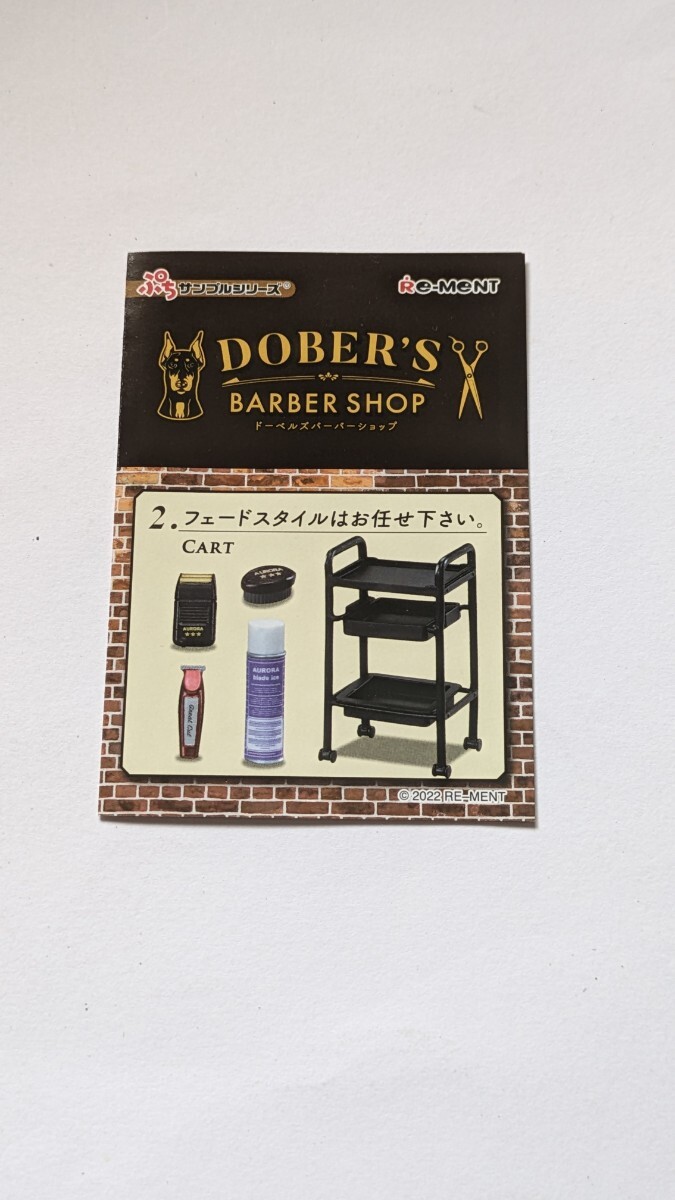 ぷちサンプルシリーズ®
Re-MeNT
DOBER'S
BARBER SHOP
ドーベルズバーバーショップ
2.フェードスタイルはお任せ下さい。
CART
AURORA
★★★
AURORA
★★★
AURORA
blade ice
Great Cut
© 2022 RE-MENT